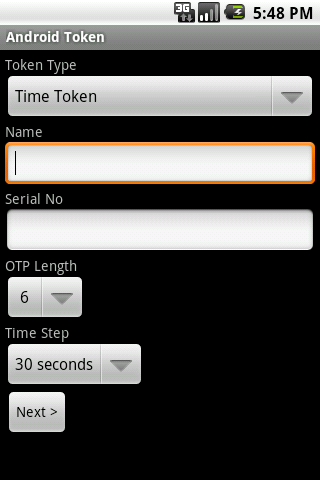 3G 5:48 PM
Android Token
Token Type
Time Token
Name
Serial No
OTP Length
6
Time Step
30 seconds
Next >